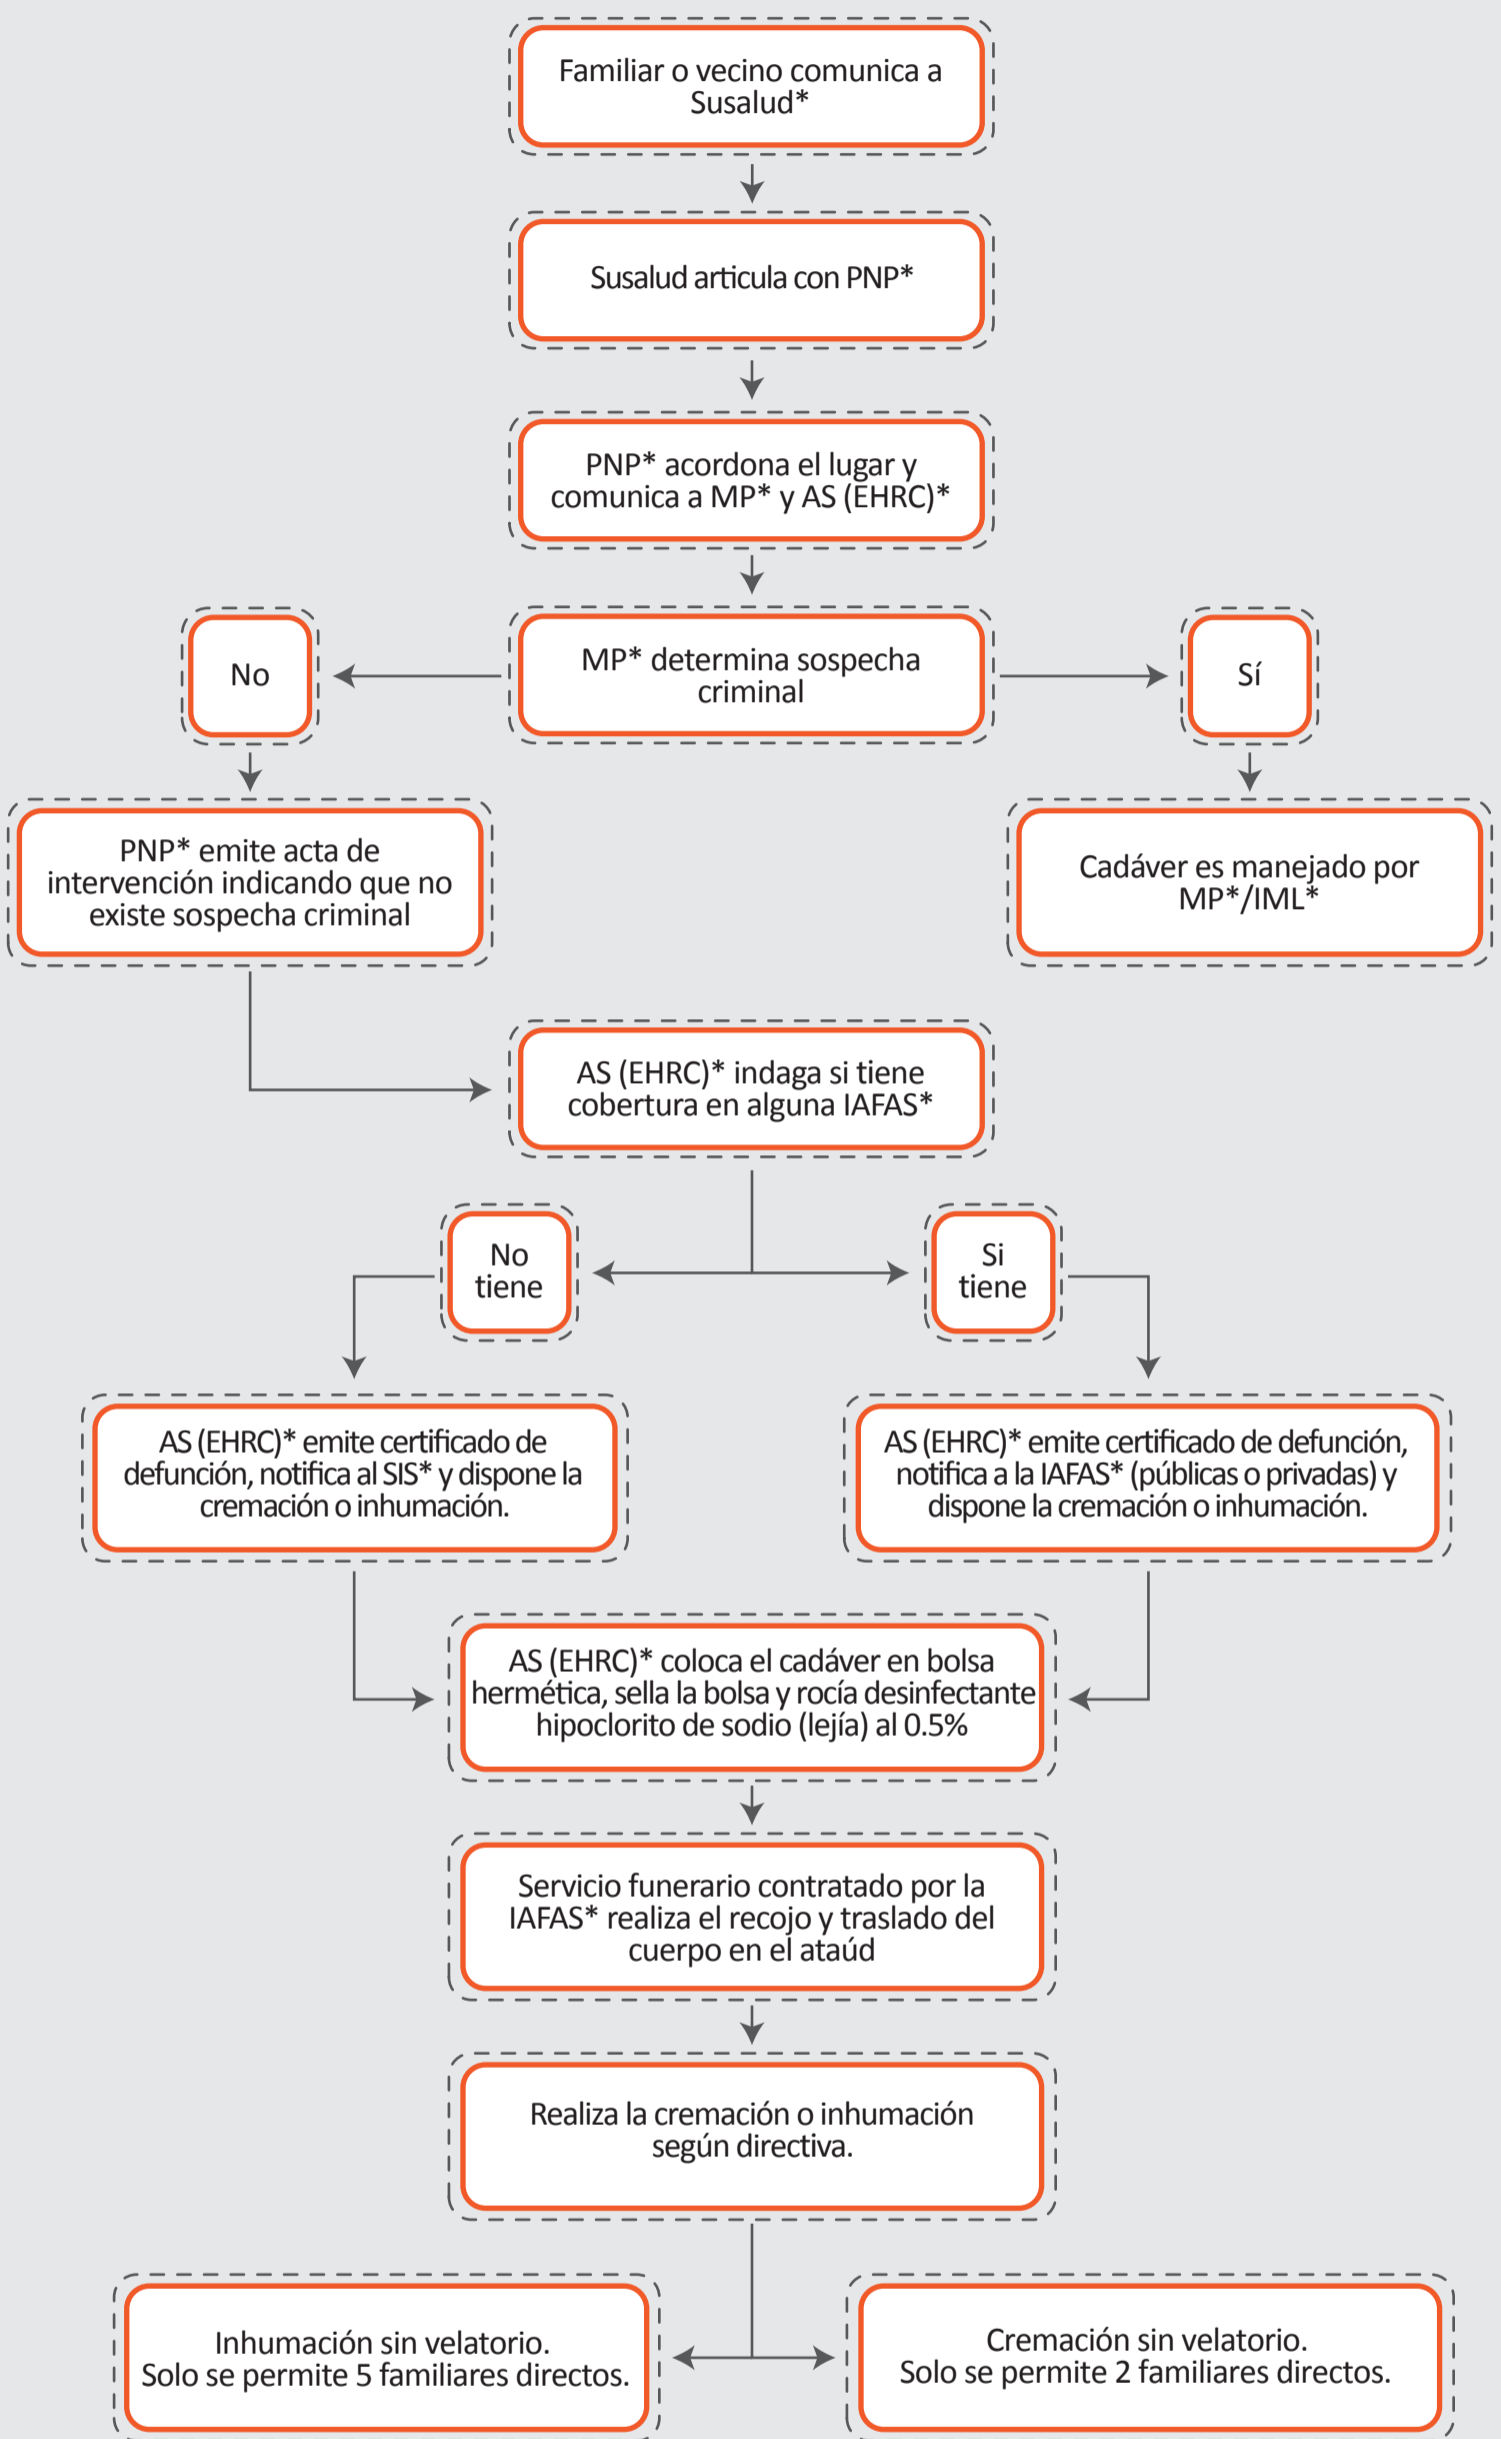 Familiar o vecino comunica a
Susalud*
Susalud articula con PNP*
PNP* acordona el lugar y
comunica a MP* y AS (EHRC)*
No
MP* determina sospecha
criminal
Sí
PNP* emite acta de
intervención indicando que no
existe sospecha criminal
Cadáver es manejado por
MP*/IML*
AS (EHRC)* indaga si tiene
cobertura en alguna IAFAS*
No
tiene
Si
tiene
AS (EHRC)* emite certificado de
defunción, notifica al SIS* y dispone la
cremación o inhumación.
AS (EHRC)* emite certificado de defunción,
notifica a la IAFAS* (públicas o privadas) y
dispone la cremación o inhumación.
AS (EHRC)* coloca el cadáver en bolsa
hermética, sella la bolsa y rocía desinfectante
hipoclorito de sodio (lejía) al 0.5%
Servicio funerario contratado por la
IAFAS* realiza el recojo y traslado del
cuerpo en el ataúd
Realiza la cremación o inhumación
según directiva.
Inhumación sin velatorio.
Solo se permite 5 familiares directos.
Cremación sin velatorio.
Solo se permite 2 familiares directos.